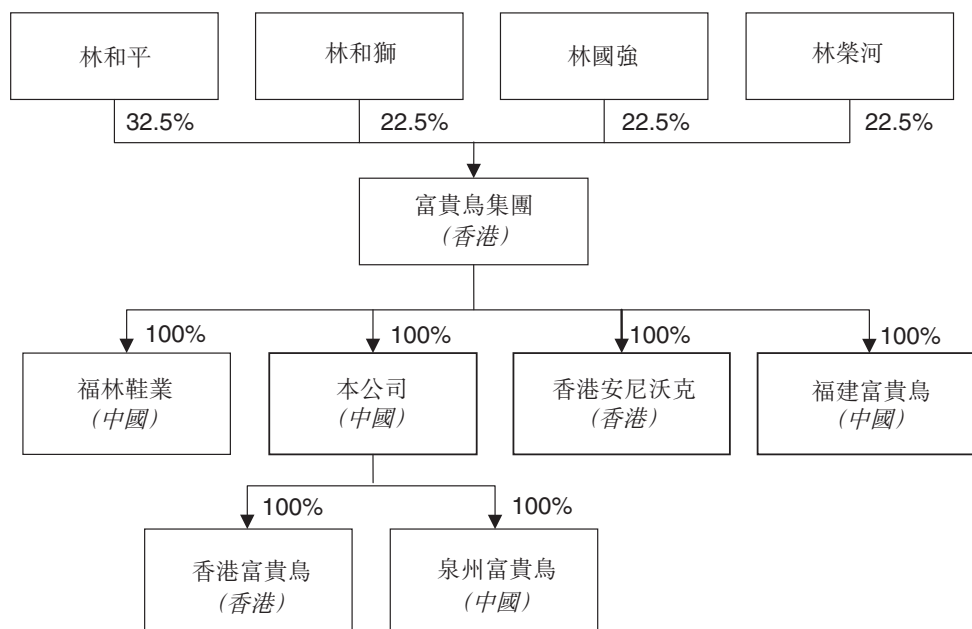 林和平
林和獅
林國強
林榮河
32.5%
22.5%
22.5%
22.5%
富貴鳥集團
（香港）
100%
100%
100%
100%
福林鞋業
（中國）
本公司
（中國）
香港安尼沃克
（香港）
福建富貴鳥
（中國）
100%
100%
香港富貴鳥
（香港）
泉州富貴鳥
（中國）